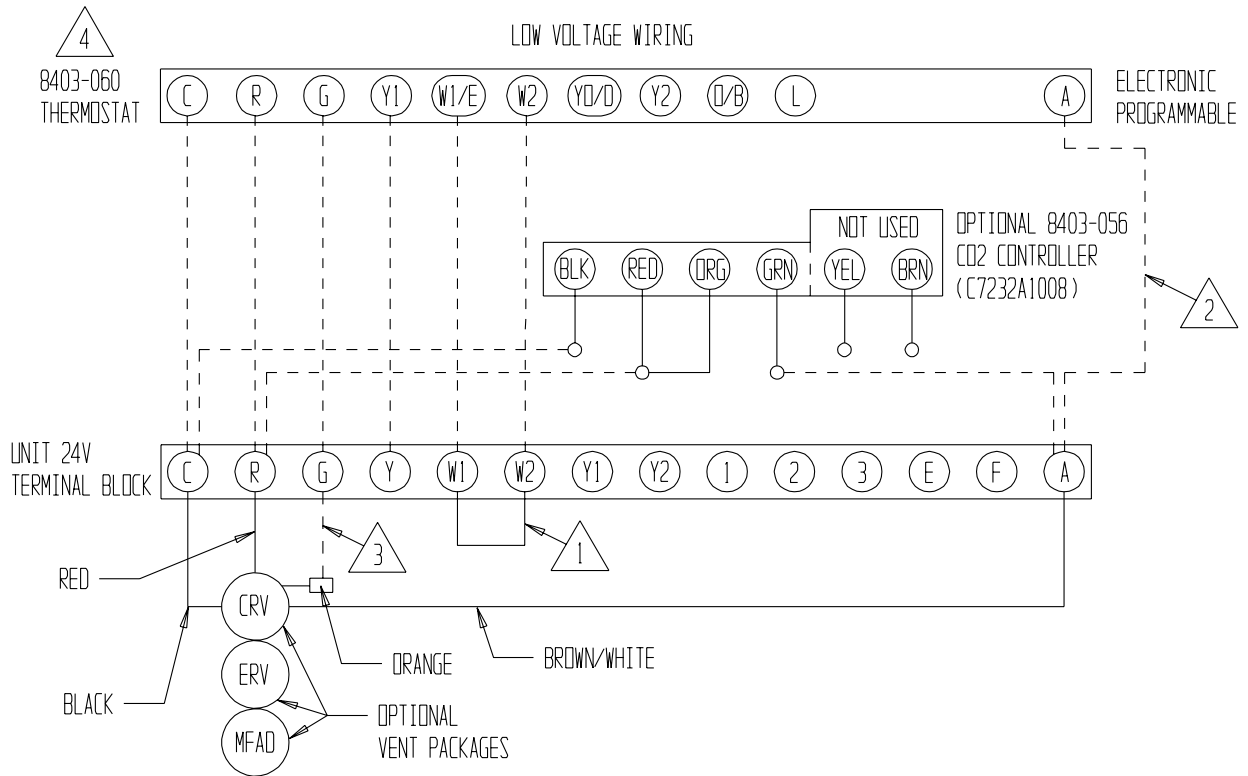 4
LOW VOLTAGE WIRING
8403-060
THERMOSTAT
C R G Y1 W1/E W2 YO/D Y2 O/B L A
ELECTRONIC
PROGRAMMABLE
NOT USED
BLK RED ORG GRN YEL BRN
OPTIONAL 8403-056
CO2 CONTROLLER
(C7232A1008)
2
UNIT 24V
TERMINAL BLOCK
C R G Y W1 W2 Y1 Y2 1 2 3 E F A
3
1
RED
CRV
ORANGE
BROWN/WHITE
ERV
BLACK
OPTIONAL
VENT PACKAGES
MFAD